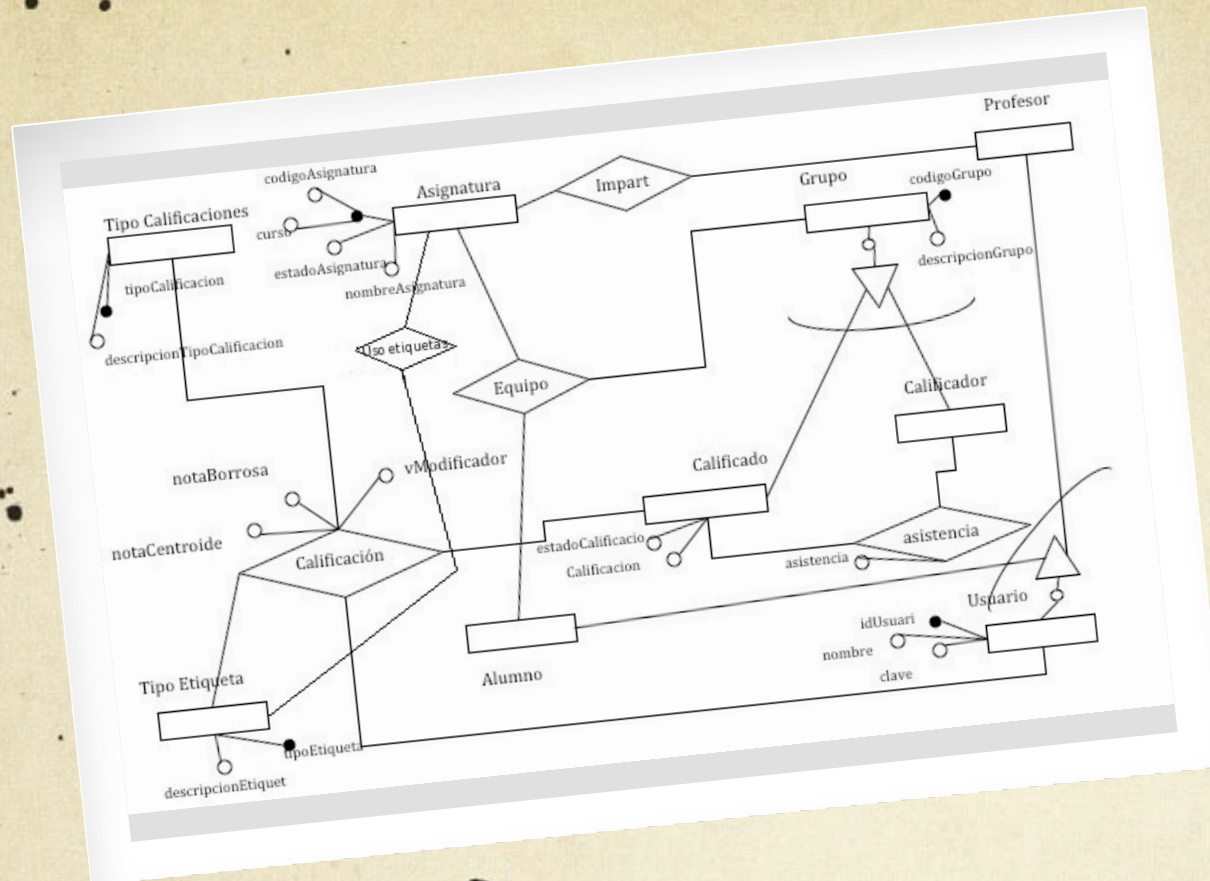 Profesor
codigoAsignatura
Asignatura
Impart
Grupo
codigoGrupo
Tipo Calificaciones
curso
estadoAsignatura
descripcionGrupo
tipoCalificacion
nombreAsignatura
descripcionTipoCalificacion
Uso etiquetas
Equipo
Calificador
notaBorrosa
vModificador
Calificado
notaCentroide
Calificación
estadoCalificacio
asistencia
Calificacion
asistencia
Usuario
idUsuari
nombre
clave
Tipo Etiqueta
Alumno
tipoEtiqueta
descripcionEtiquet